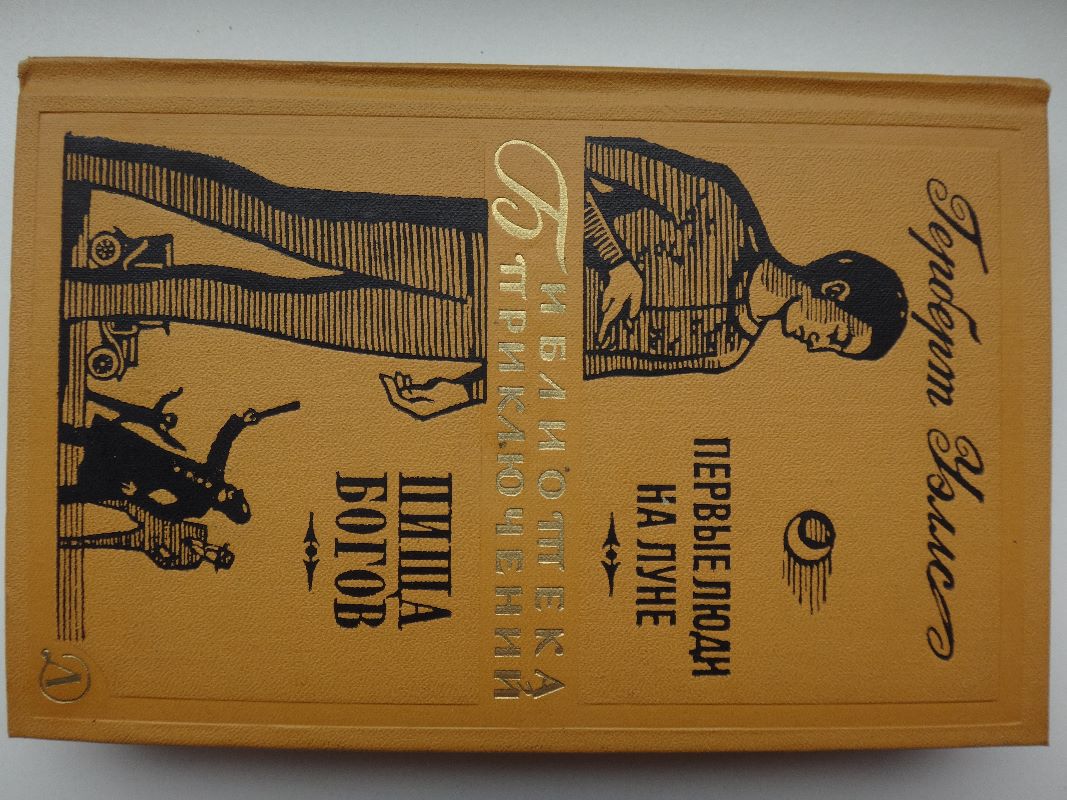 Герберт Уэллс
ПЕРВЫЕ ЛЮДИ
НА ЛУНЕ
Библиотека
приключений
ПИЩА
БОГОВ